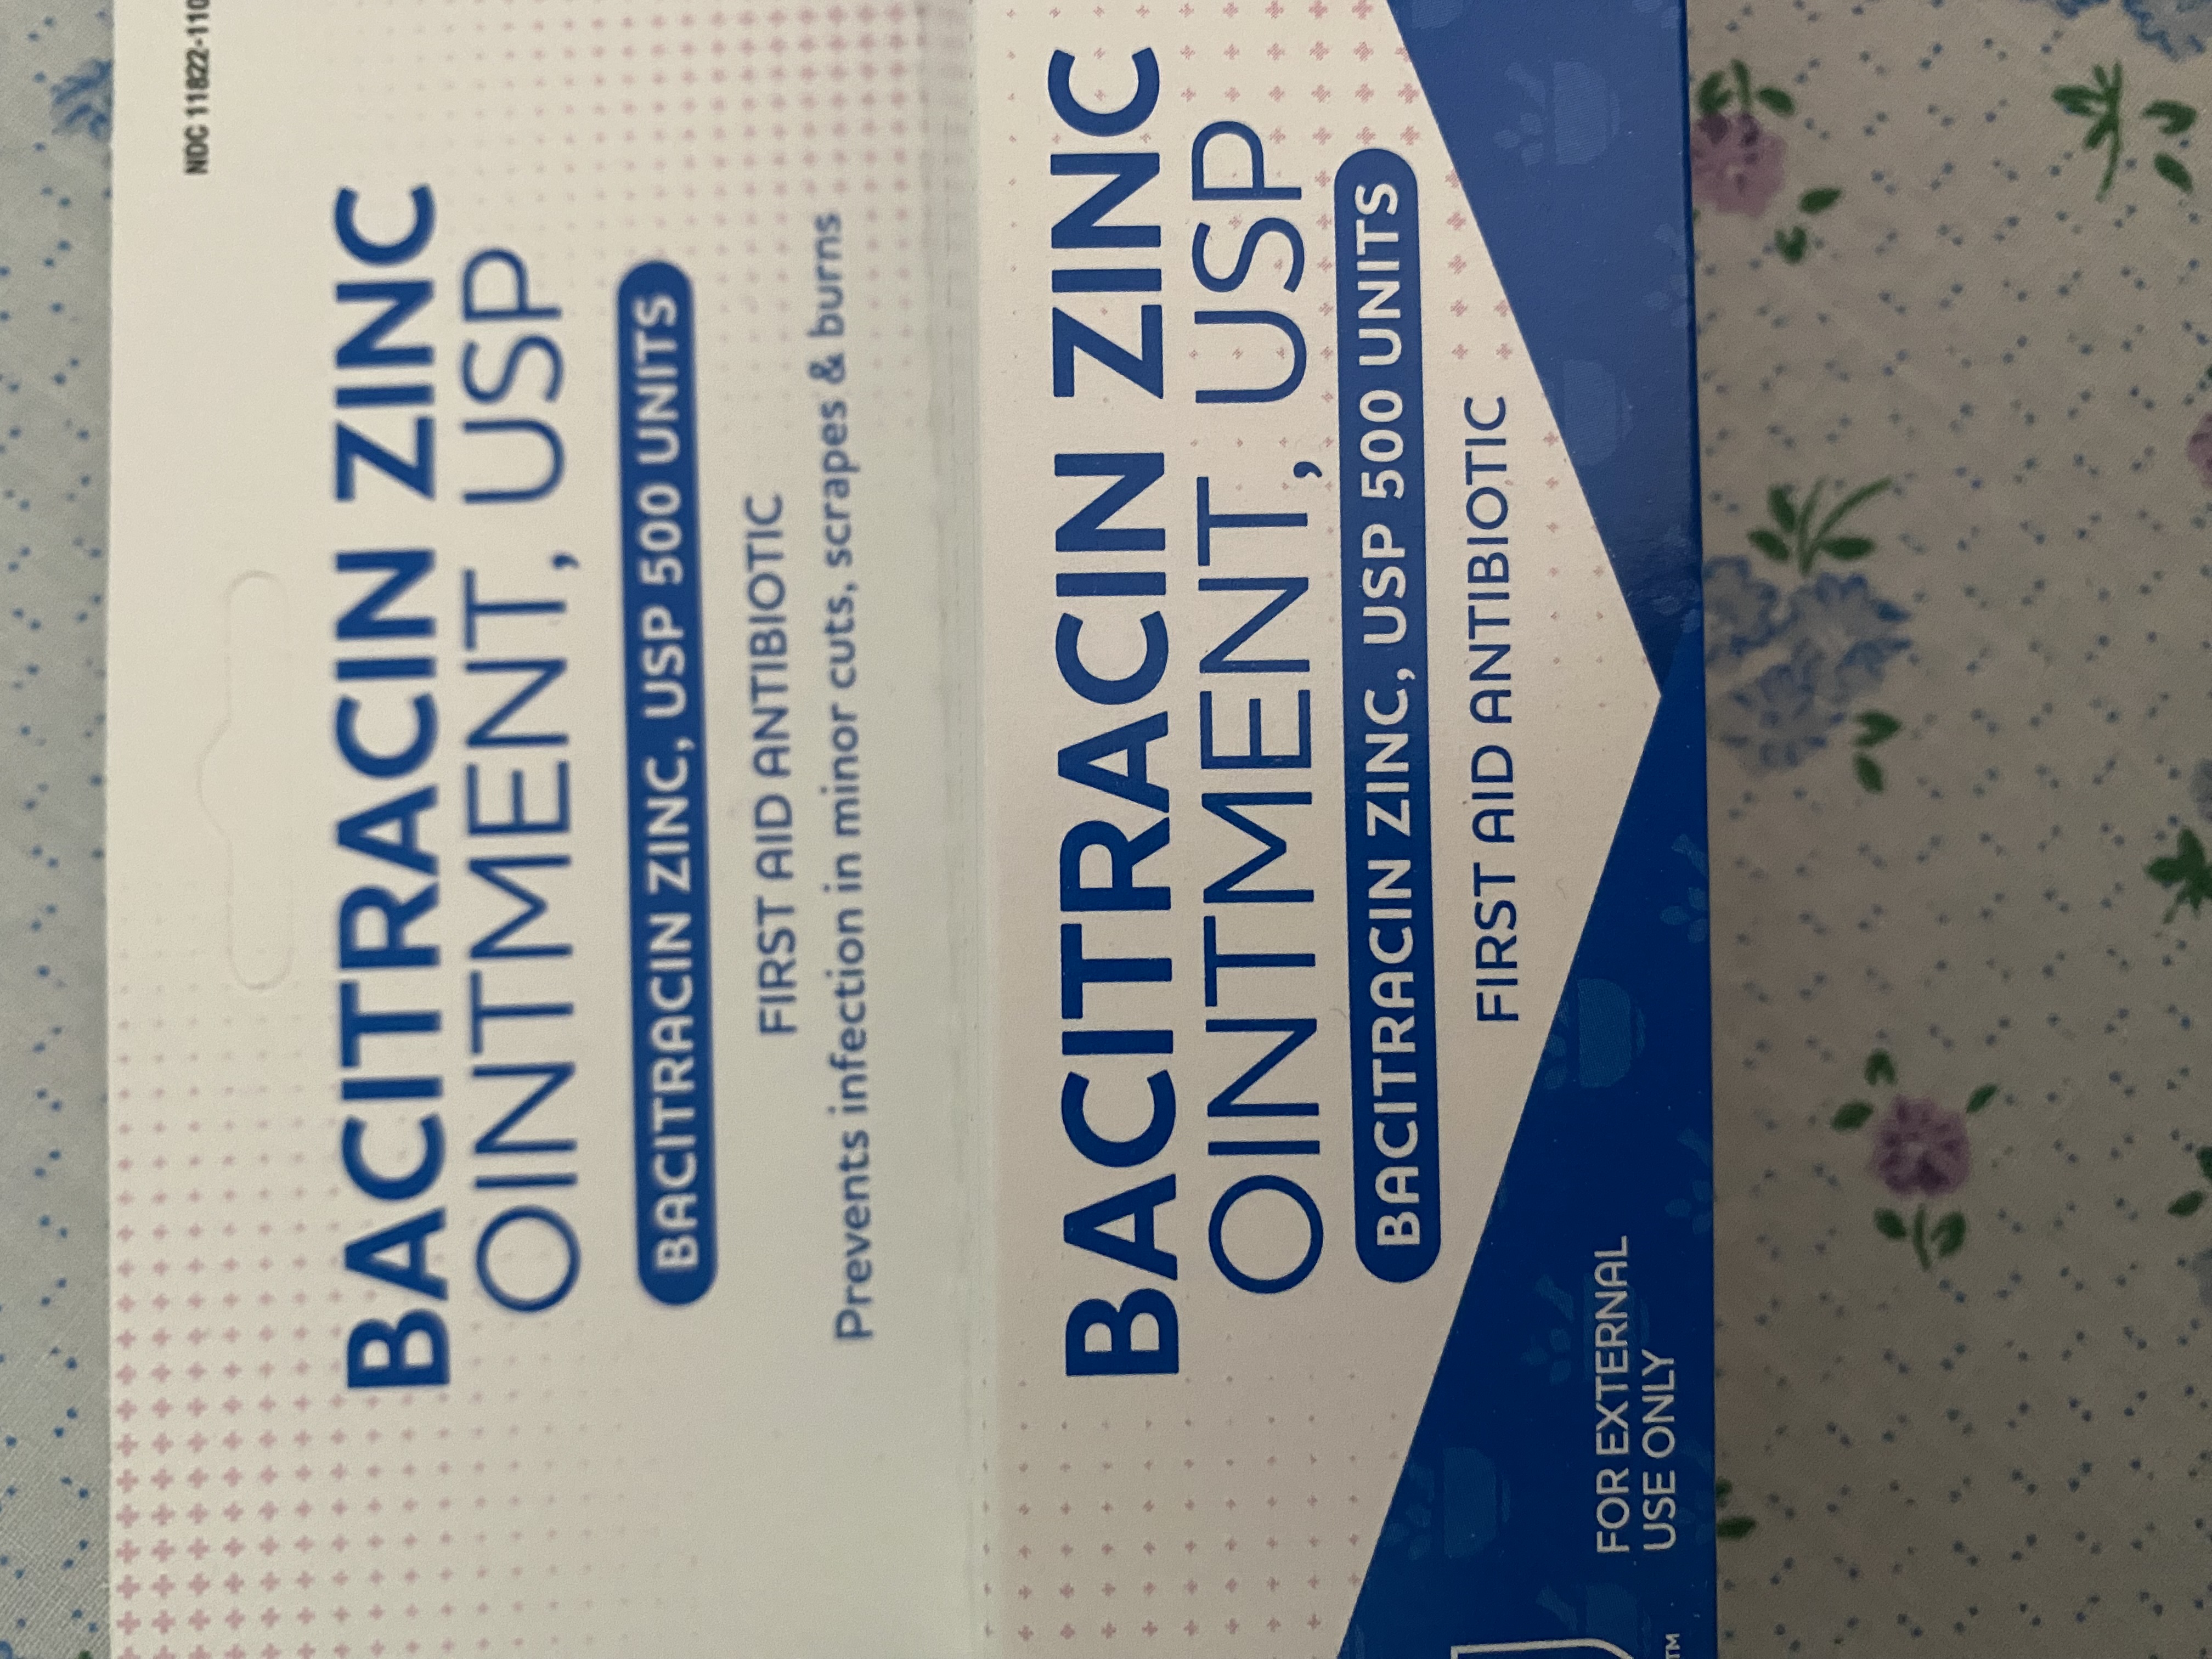 NDC 11822-110
BACITRACIN ZINC
OINTMENT, USP
BACITRACIN ZINC, USP 500 UNITS
FIRST AID ANTIBIOTIC
Prevents infection in minor cuts, scrapes & burns
BACITRACIN ZINC
OINTMENT, USP
BACITRACIN ZINC, USP 500 UNITS
FIRST AID ANTIBIOTIC
FOR EXTERNAL
USE ONLY
TM